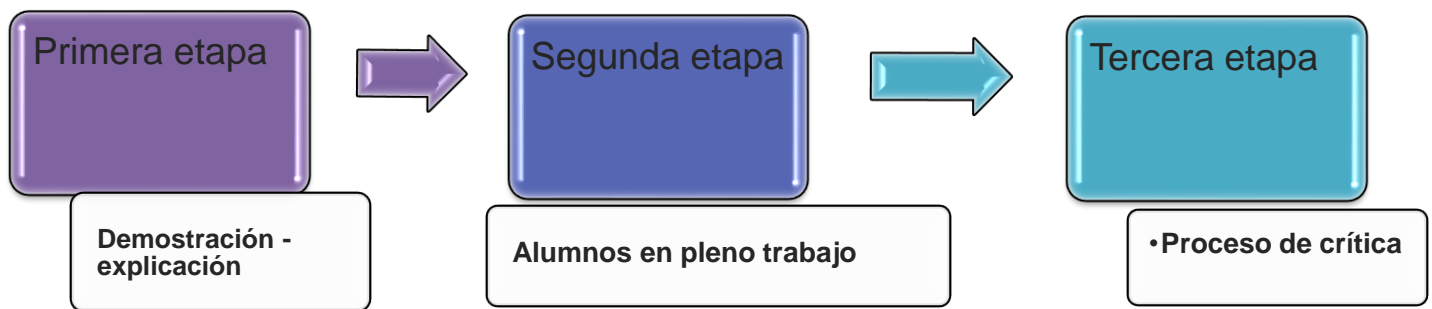 Primera etapa
Demostración -
explicación
Segunda etapa
Alumnos en pleno trabajo
Tercera etapa
•Proceso de crítica